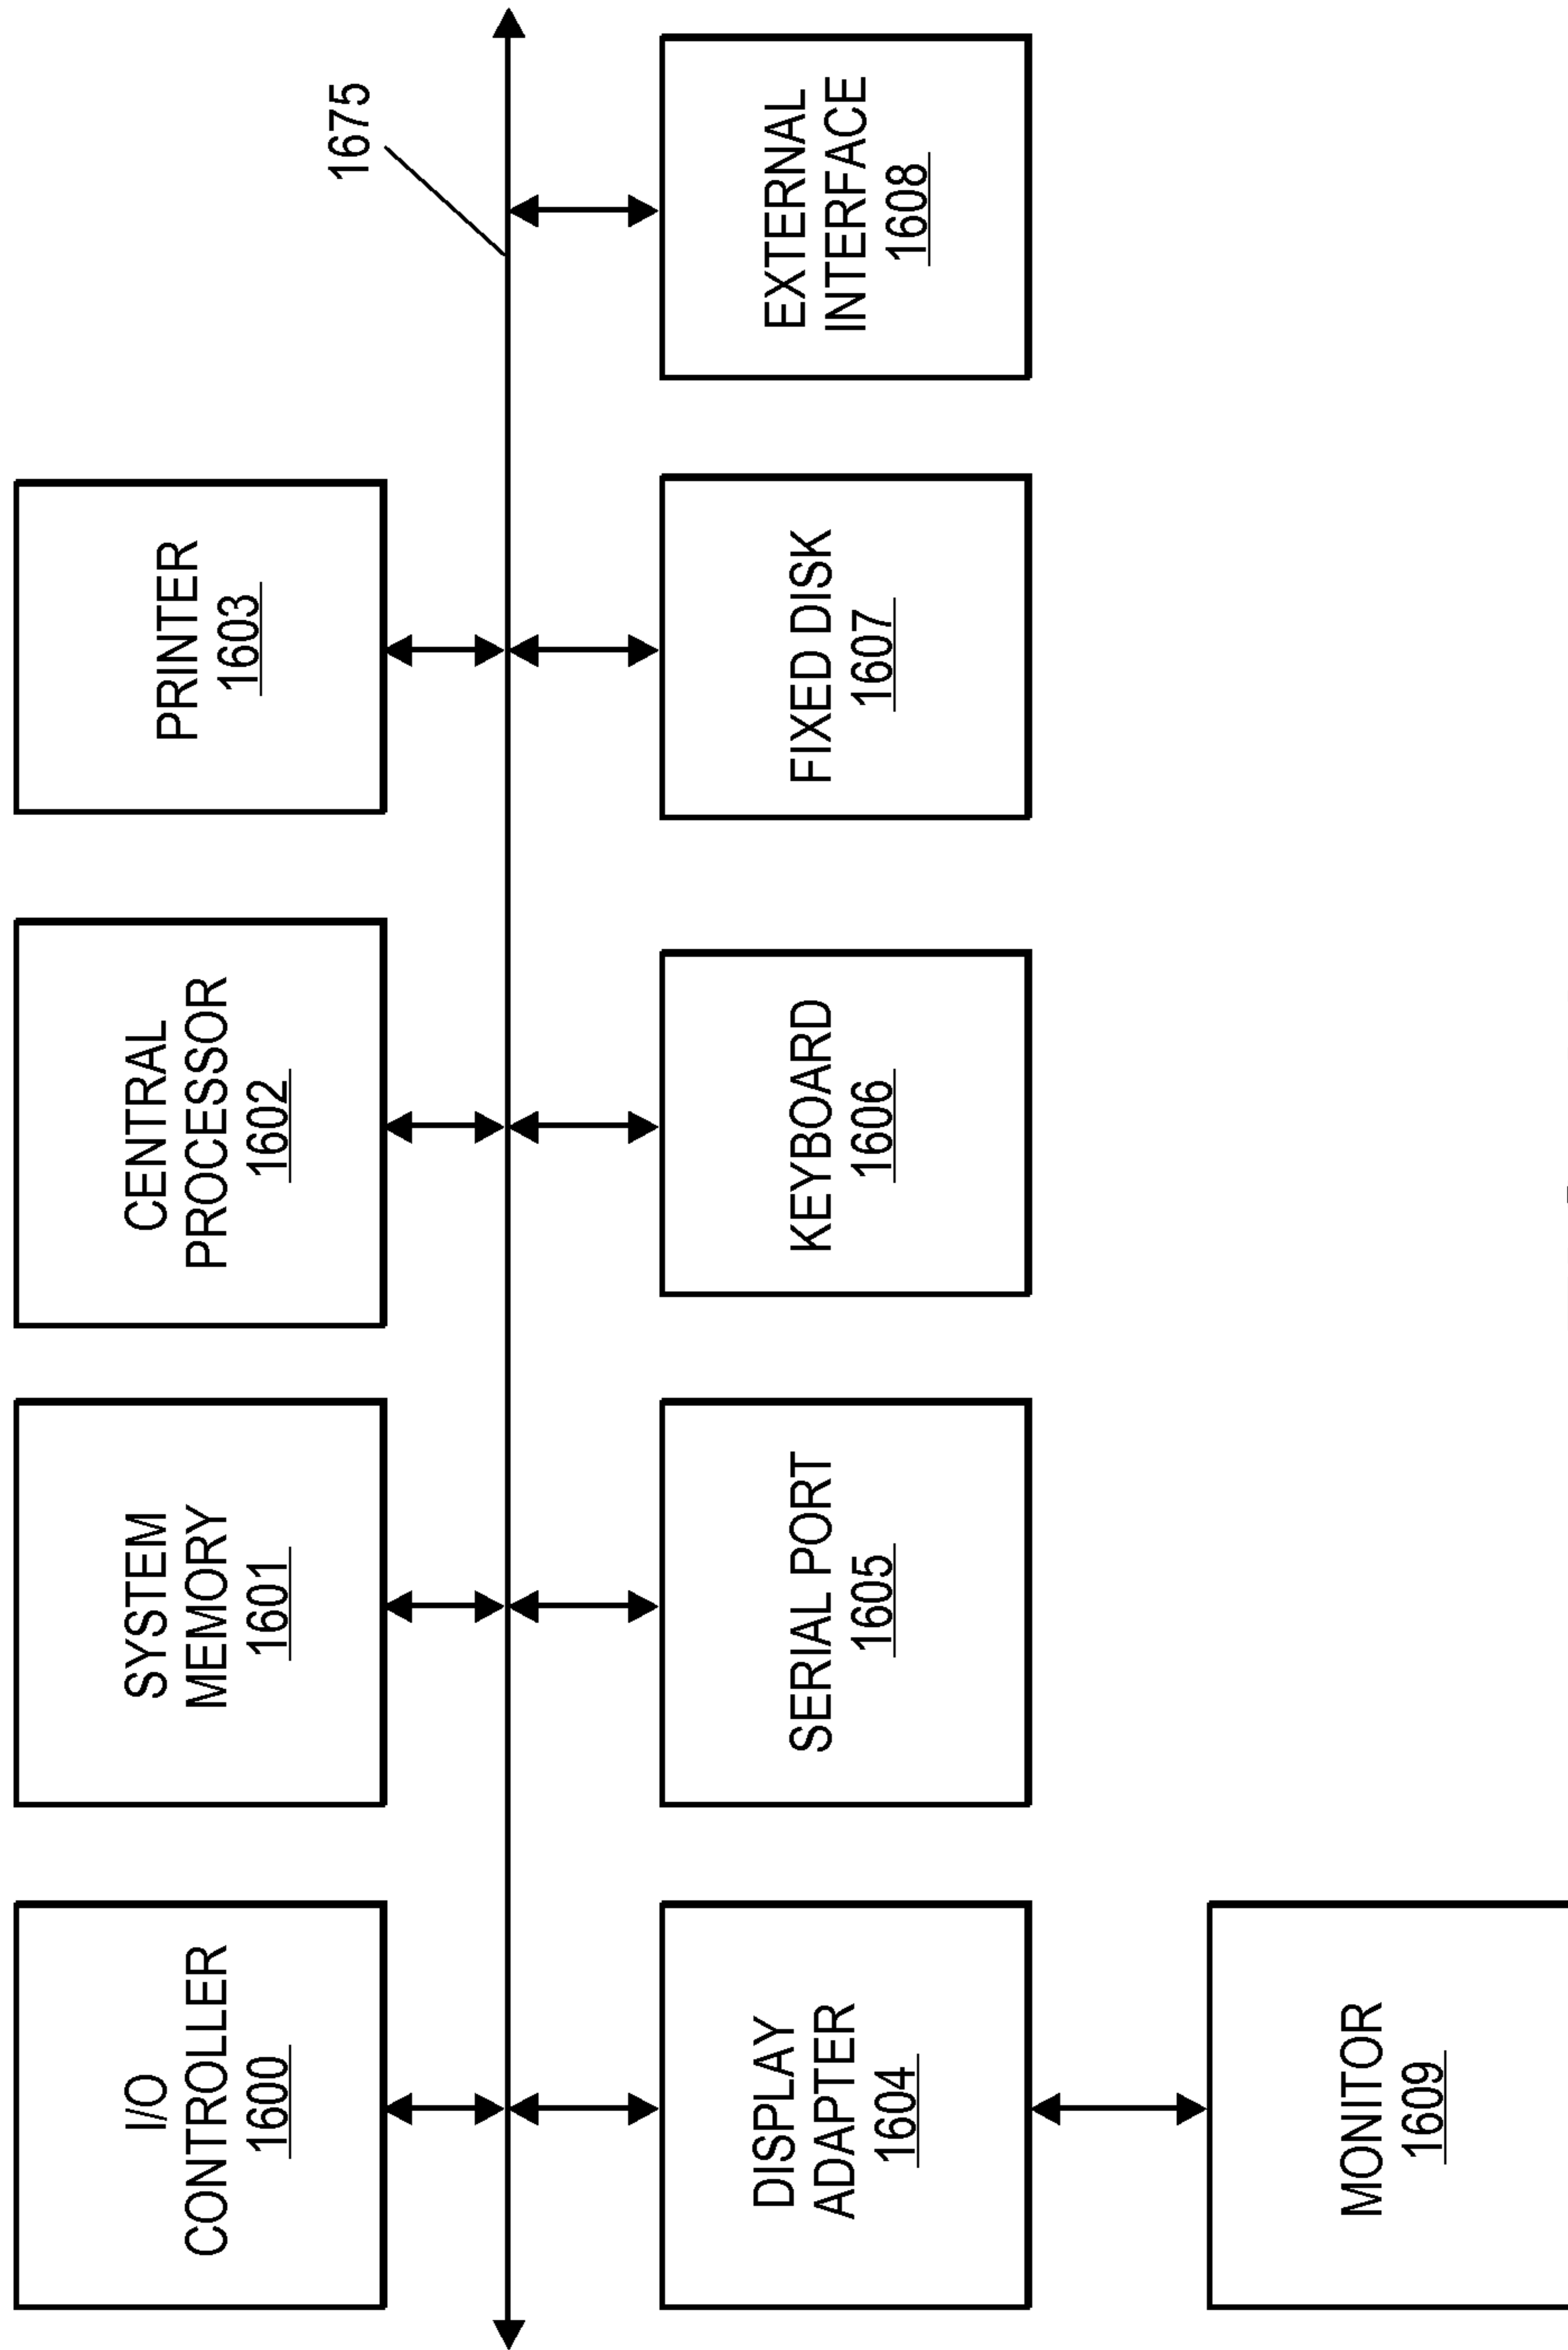 I/O
CONTROLLER
1600
SYSTEM
MEMORY
1601
CENTRAL
PROCESSOR
1602
PRINTER
1603
1675
DISPLAY
ADAPTER
1604
SERIAL PORT
1605
KEYBOARD
1606
FIXED DISK
1607
EXTERNAL
INTERFACE
1608
MONITOR
1609